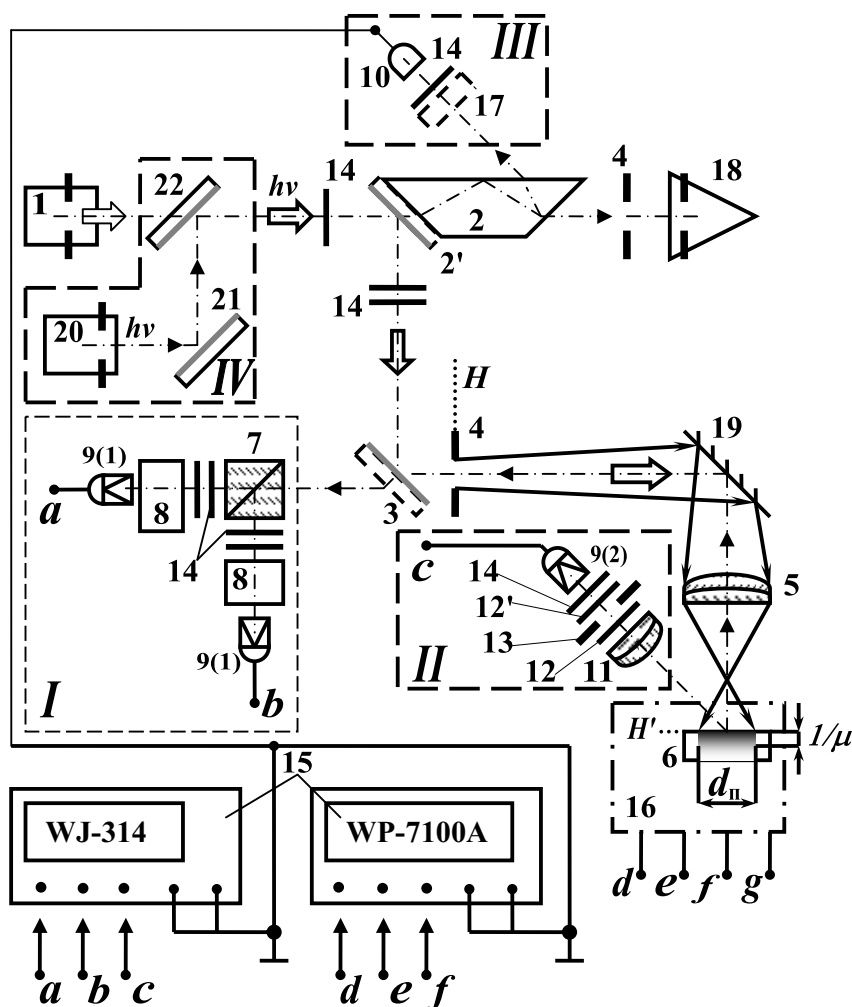 III
14
10
17
14
22
hν
1
2
4
18
2'
14
21
20
hν
IV
H
4
19
7
9(1)
a
8
3
14
8
c
9(2)
14
12'
13
12
11
II
5
9(1)
b
I
H'
6
1/μ
dп
16
15
WJ-314
WP-7100A
d e f g
a b c
d e f